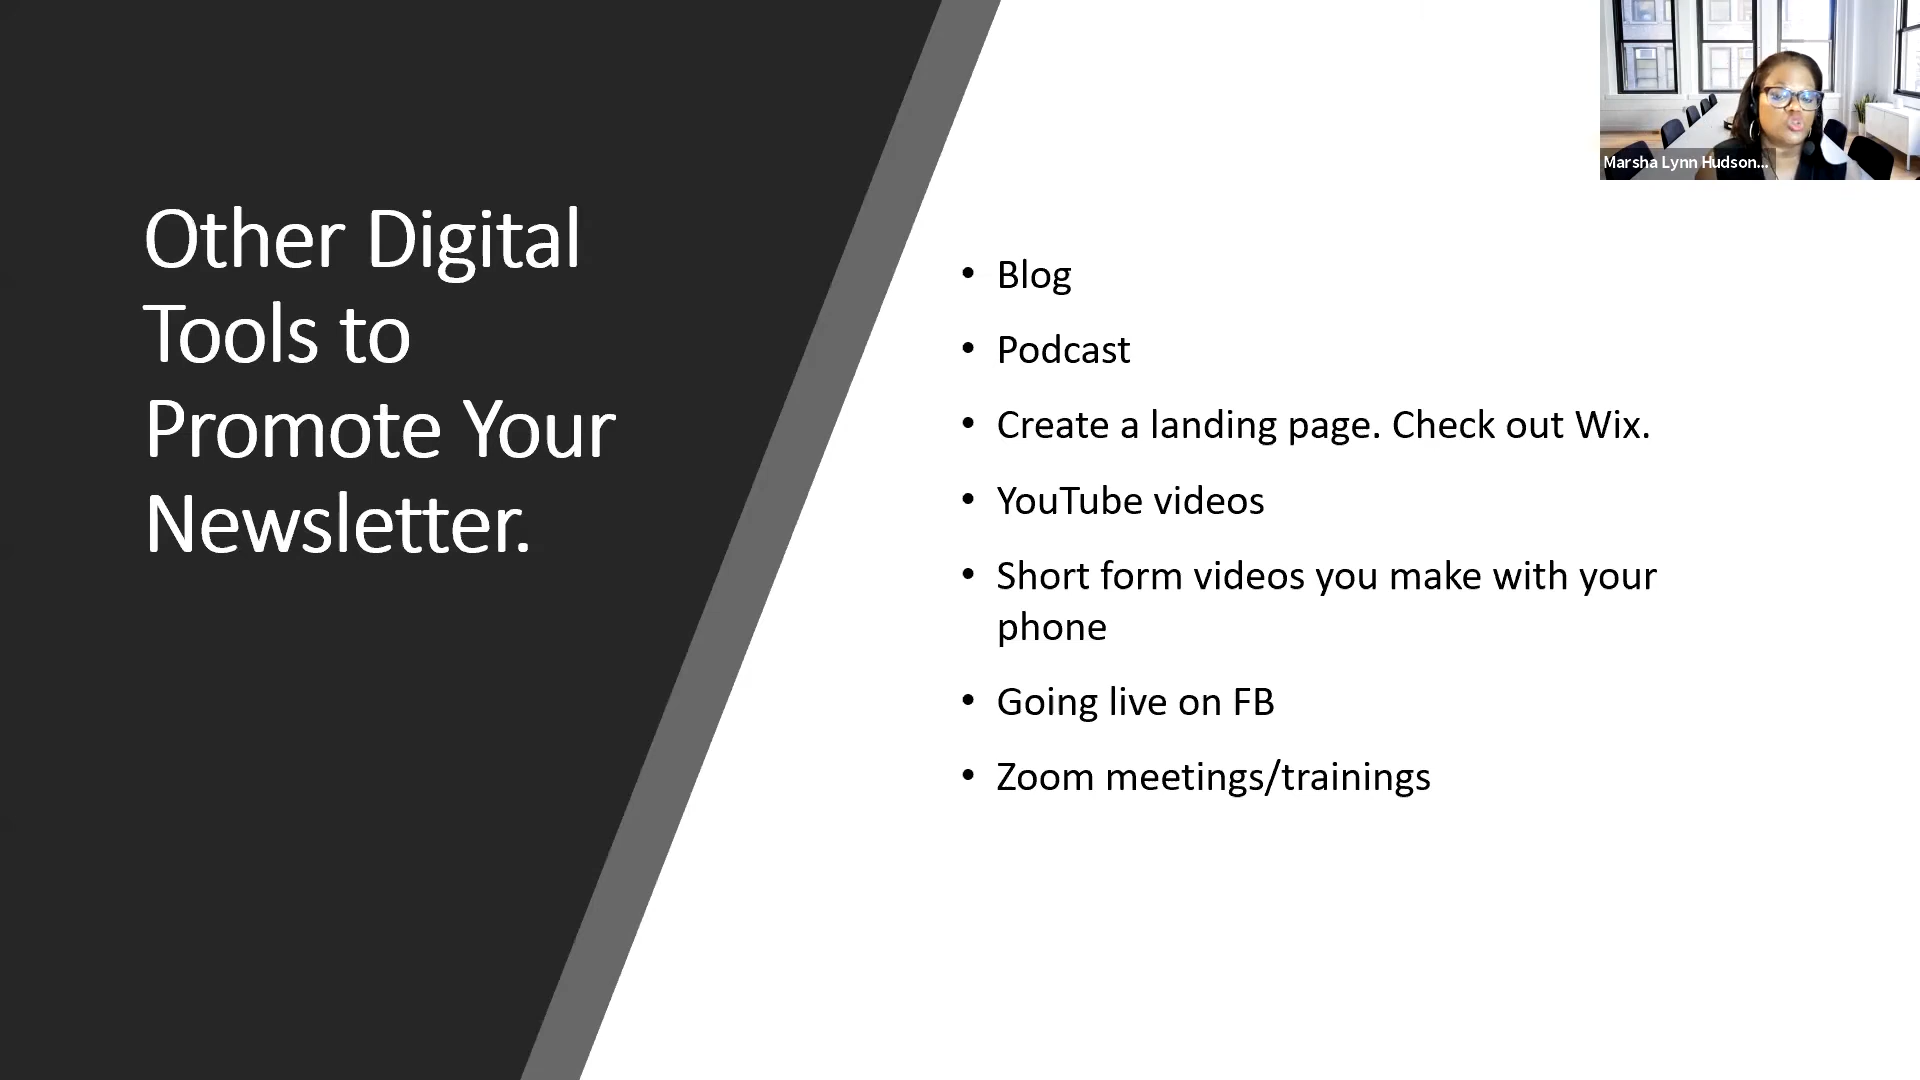 Other Digital
Tools to
Promote Your
Newsletter.
• Blog
• Podcast
• Create a landing page. Check out Wix.
• YouTube videos
• Short form videos you make with your
phone
• Going live on FB
• Zoom meetings/trainings
Marsha Lynn Hudson...